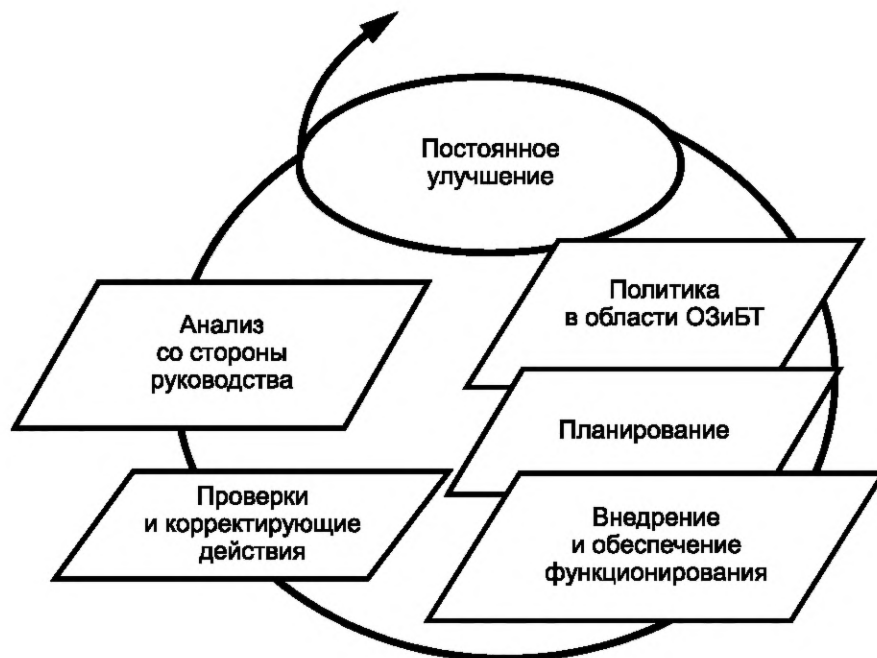 Постоянное
улучшение
Политика
в области ОЗиБТ
Планирование
Внедрение
и обеспечение
функционирования
Проверки
и корректирующие
действия
Анализ
со стороны
руководства